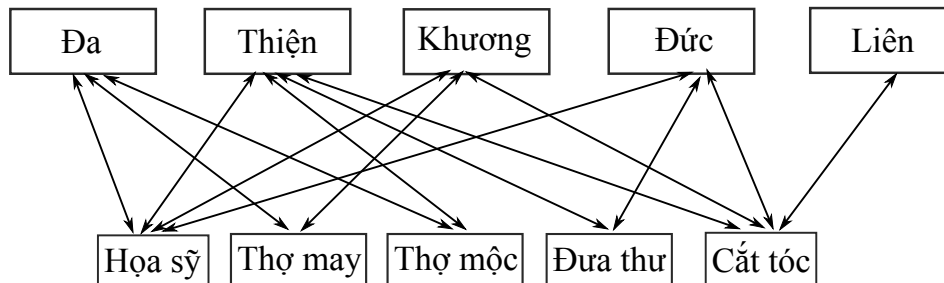 Đa
Thiện
Khương
Đức
Liên
Họa sỹ
Thợ may
Thợ mộc
Đưa thư
Cắt tóc